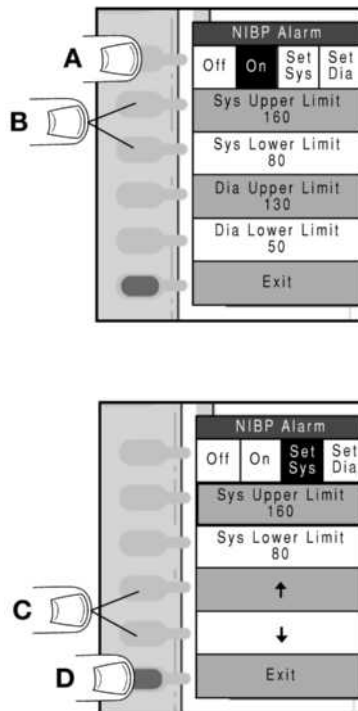 A
B
NIBP Alarm
Off On Set Sys Set Dia
Sys Upper Limit
160
Sys Lower Limit
80
Dia Upper Limit
130
Dia Lower Limit
50
Exit
C
D
NIBP Alarm
Off On Set Sys Set Dia
Sys Upper Limit
160
Sys Lower Limit
80
↑
↓
Exit